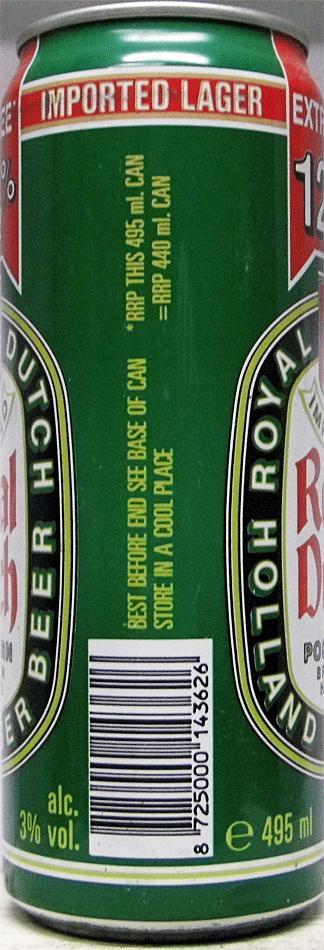 IMPORTED LAGER
EXT
12
%
* RRP THIS 495 ml. CAN
= RRP 440 ml. CAN
BEST BEFORE END SEE BASE OF CAN
STORE IN A COOL PLACE
DUTCH BEER
ROYAL
HOLLAND
8 725000 143626
alc.
3% vol.
e 495 ml